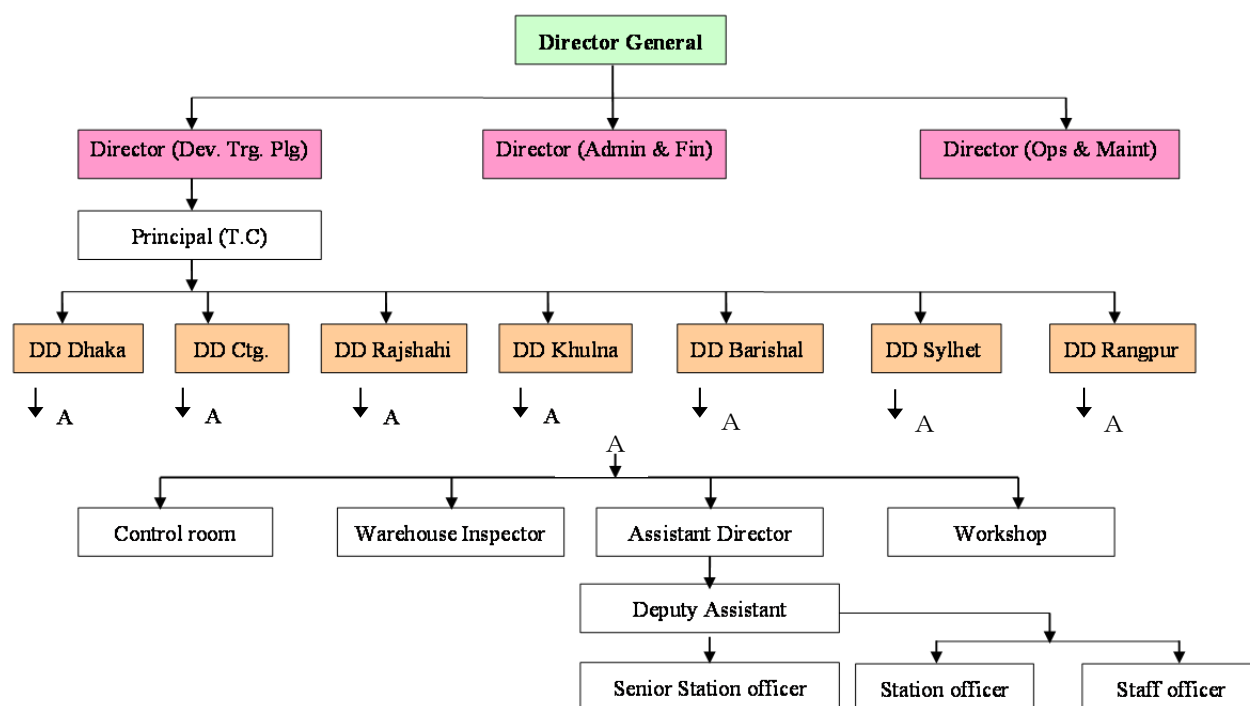 Director General
Director (Dev. Trg. Plg)
Director (Admin & Fin)
Director (Ops & Maint)
Principal (T.C)
DD Dhaka
DD Ctg.
DD Rajshahi
DD Khulna
DD Barishal
DD Sylhet
DD Rangpur
A
A
A
A
A
A
A
A
Control room
Warehouse Inspector
Assistant Director
Workshop
Deputy Assistant
Senior Station officer
Station officer
Staff officer